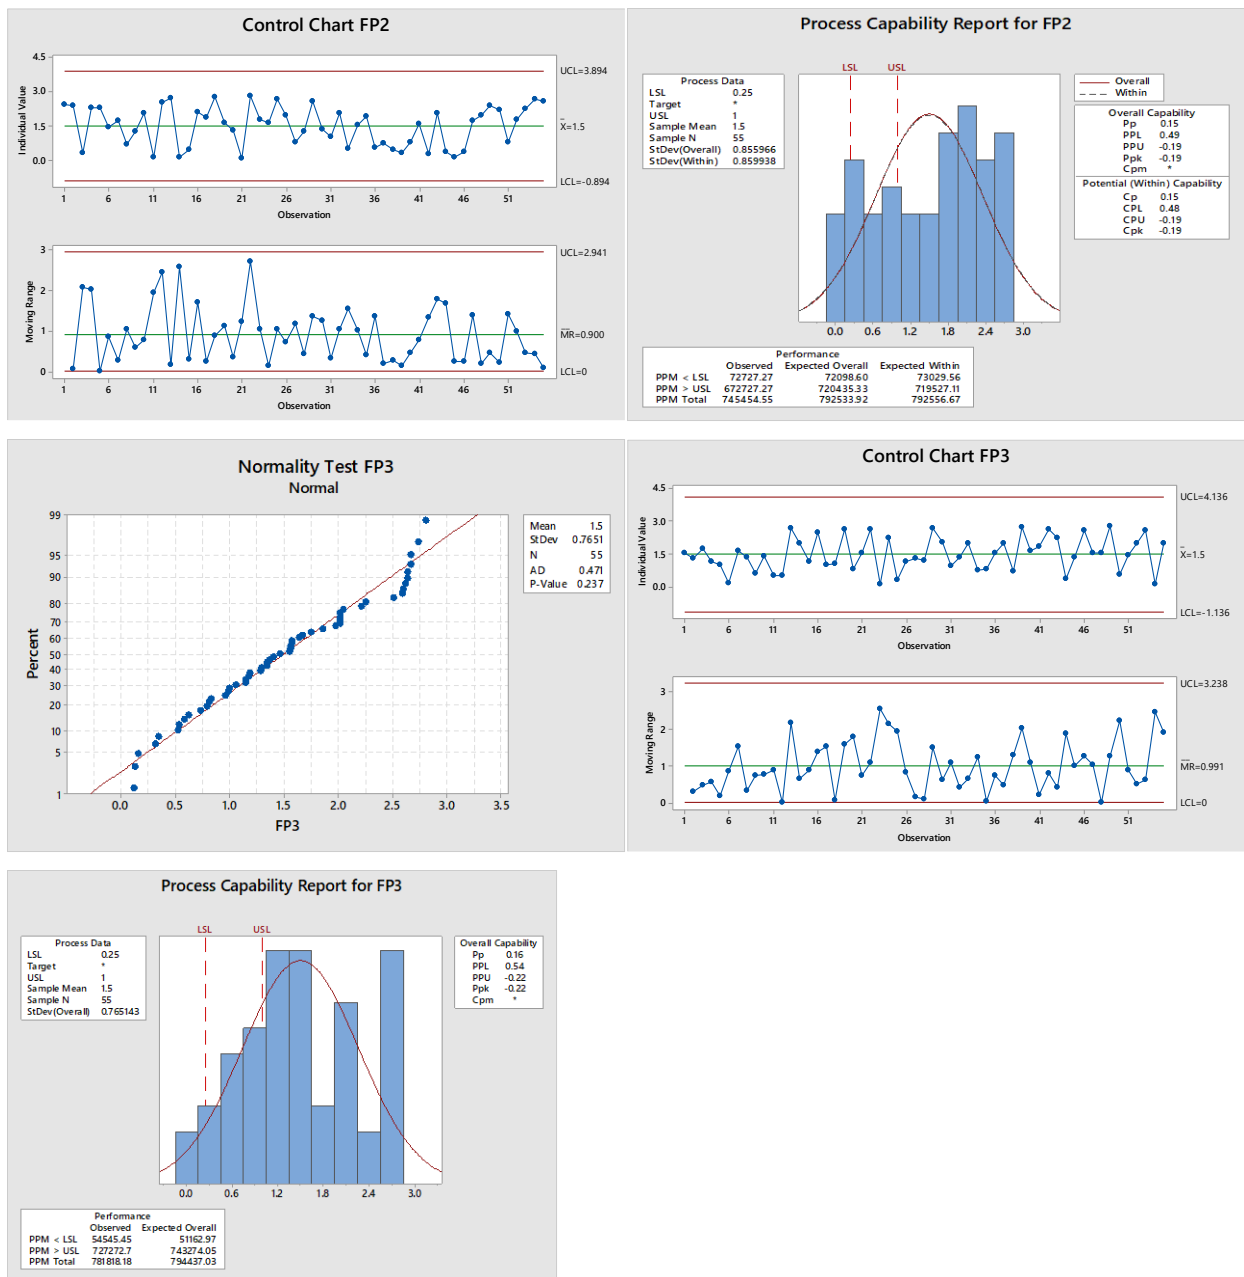 Control Chart FP2
4.5
3.0
1.5
0.0
Individual Value
UCL=3.894
X=1.5
LCL=-0.894
1 6 11 16 21 26 31 36 41 46 51
Observation
3
2
1
0
Moving Range
UCL=2.941
MR=0.900
LCL=0
1 6 11 16 21 26 31 36 41 46 51
Observation
Process Capability Report for FP2
LSL USL
Process Data
LSL 0.25
Target *
USL 1
Sample Mean 1.5
Sample N 55
StDev(Overall) 0.855966
StDev(Within) 0.859938
Overall
Within
Overall Capability
Pp 0.15
PPL 0.49
PPU -0.19
Ppk -0.19
Cpm *
Potential (Within) Capability
Cp 0.15
CPL 0.48
CPU -0.19
Cpk -0.19
0.0 0.6 1.2 1.8 2.4 3.0
Performance
Observed Expected Overall Expected Within
PPM < LSL 72727.27 72098.60 73029.56
PPM > USL 672727.27 720435.33 719527.11
PPM Total 745454.55 792533.92 792556.67
Normality Test FP3
Normal
99
95
90
80
70
60
50
40
30
20
10
5
1
Percent
Mean 1.5
StDev 0.7651
N 55
AD 0.471
P-Value 0.237
0.0 0.5 1.0 1.5 2.0 2.5 3.0 3.5
FP3
Control Chart FP3
4.5
3.0
1.5
0.0
Individual Value
UCL=4.136
X=1.5
LCL=-1.136
1 6 11 16 21 26 31 36 41 46 51
Observation
3
2
1
0
Moving Range
UCL=3.238
MR=0.991
LCL=0
1 6 11 16 21 26 31 36 41 46 51
Observation
Process Capability Report for FP3
LSL USL
Process Data
LSL 0.25
Target *
USL 1
Sample Mean 1.5
Sample N 55
StDev(Overall) 0.765143
Overall Capability
Pp 0.16
PPL 0.54
PPU -0.22
Ppk -0.22
Cpm *
0.0 0.6 1.2 1.8 2.4 3.0
Performance
Observed Expected Overall
PPM < LSL 54545.45 51162.97
PPM > USL 727272.7 743274.05
PPM Total 781818.18 794437.03